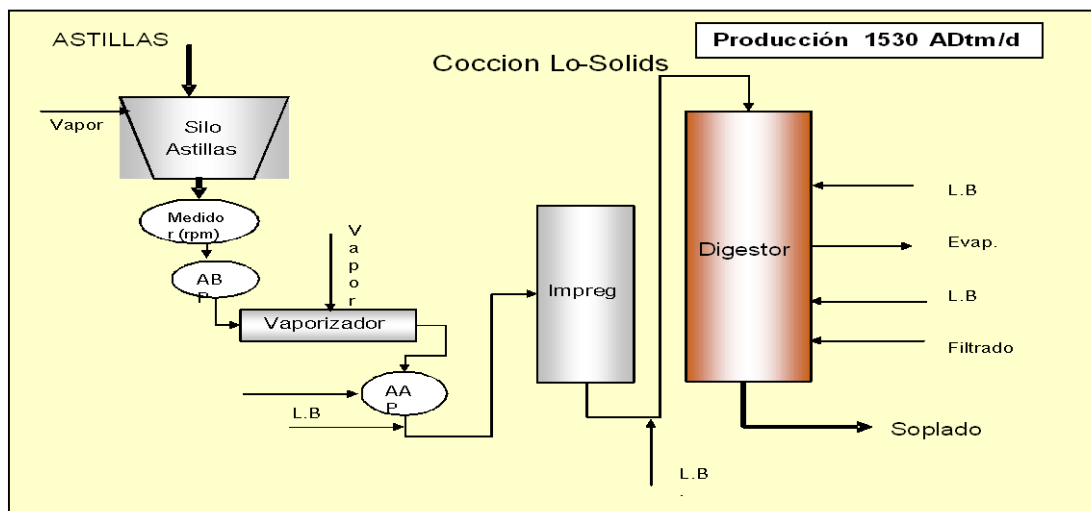 ASTILLAS
Producción 1530 ADtm/d
Coccion Lo-Solids
Vapor
Silo
Astillas
Medido
r (rpm)
AB
P
Vapor
Vaporizador
AA
P
L.B
L.B
.
Impreg
Digestor
L.B
Evap.
L.B
Filtrado
Soplado